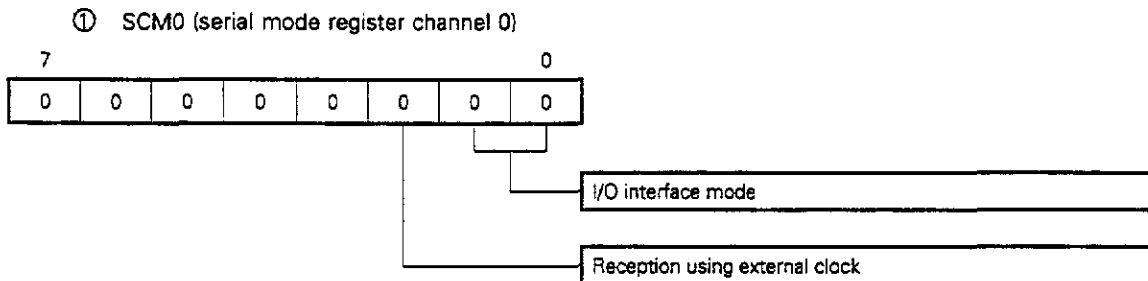 ① SCM0 (serial mode register channel 0)
7 0
0 0 0 0 0 0 0 0
I/O interface mode
Reception using external clock